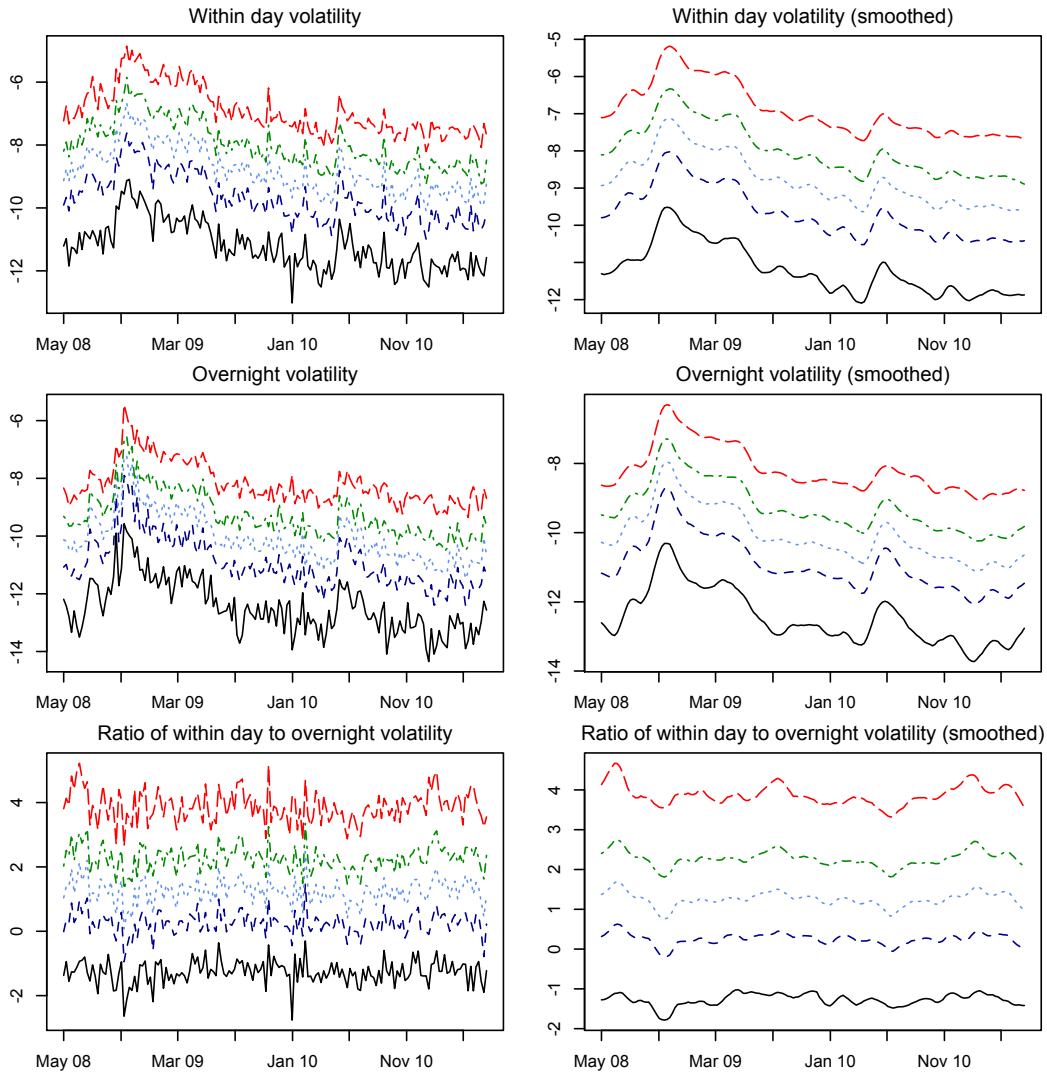 Within day volatility
-6
-8
-10
-12
May 08 Mar 09 Jan 10 Nov 10
Within day volatility (smoothed)
-5
-6
-7
-8
-9
-10
-12
May 08 Mar 09 Jan 10 Nov 10
Overnight volatility
-6
-8
-10
-12
-14
May 08 Mar 09 Jan 10 Nov 10
Overnight volatility (smoothed)
-8
-10
-12
-14
May 08 Mar 09 Jan 10 Nov 10
Ratio of within day to overnight volatility
4
2
0
-2
May 08 Mar 09 Jan 10 Nov 10
Ratio of within day to overnight volatility (smoothed)
4
3
2
1
0
-1
-2
May 08 Mar 09 Jan 10 Nov 10